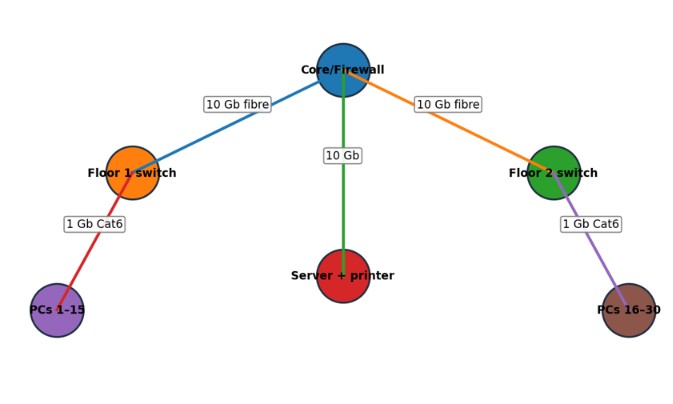 Core/Firewall
10 Gb fibre
10 Gb fibre
10 Gb
Floor 1 switch
Floor 2 switch
1 Gb Cat6
1 Gb Cat6
Server + printer
PCs 1–15
PCs 16–30